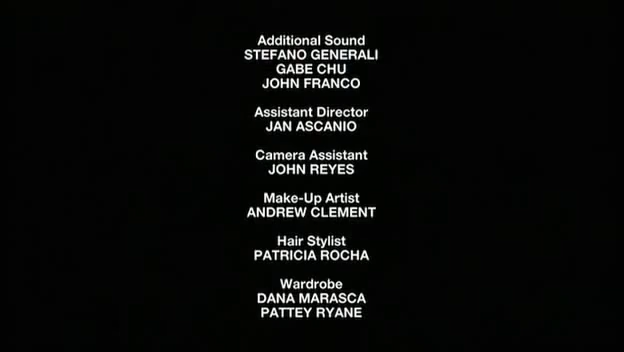 Additional Sound
STEFANO GENERALI
GABE CHU
JOHN FRANCO
Assistant Director
JAN ASCANIO
Camera Assistant
JOHN REYES
Make-Up Artist
ANDREW CLEMENT
Hair Stylist
PATRICIA ROCHA
Wardrobe
DANA MARASCA
PATTEY RYANE